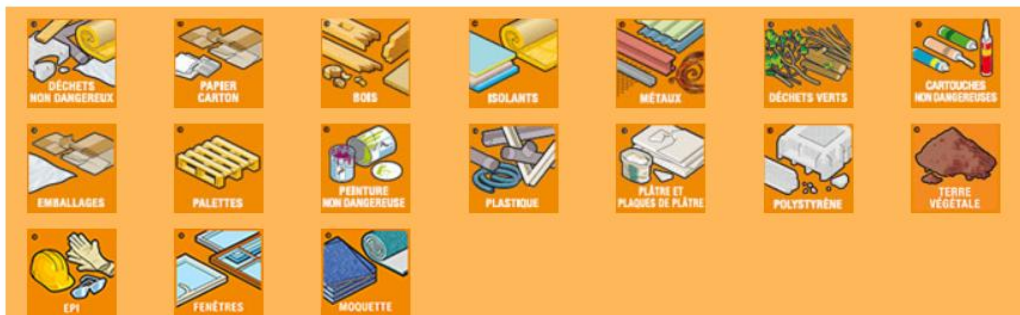 DÉCHETS
NON DANGEREUX
PAPIER
CARTON
BOIS
ISOLANTS
MÉTAUX
DÉCHETS VERTS
CARTOUCHES
NON DANGEREUSES
EMBALLAGES
PALETTES
PEINTURE
NON DANGEREUSE
PLASTIQUE
PLÂTRE ET
PLAQUES DE PLÂTRE
POLYSTYRÈNE
TERRE
VÉGÉTALE
EPI
FENÊTRES
MOQUETTE